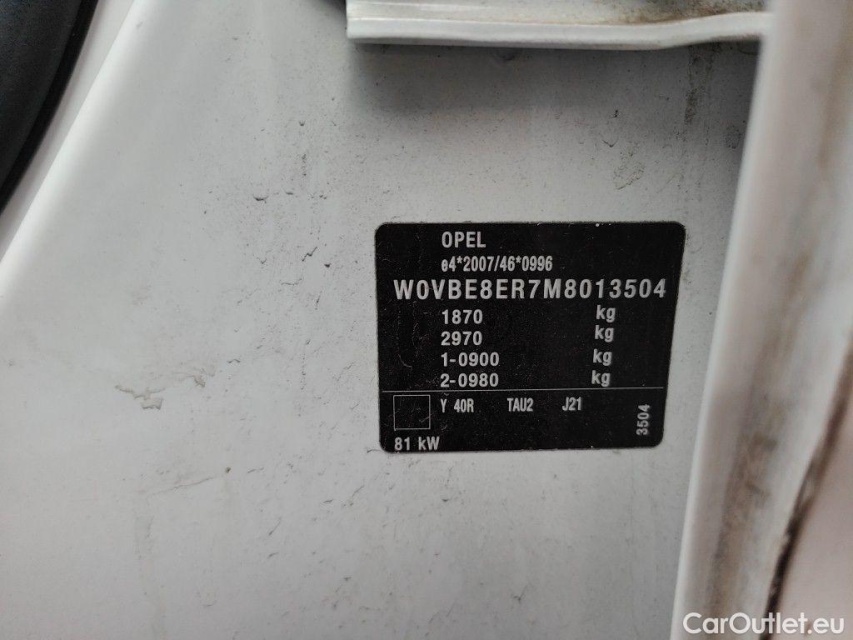 OPEL
e4*2007/46*0996
W0VBE8ER7M8013504
1870 kg
2970 kg
1-0900 kg
2-0980 kg
Y 40R TAU2 J21
3504
81 kW
CarOutlet.eu